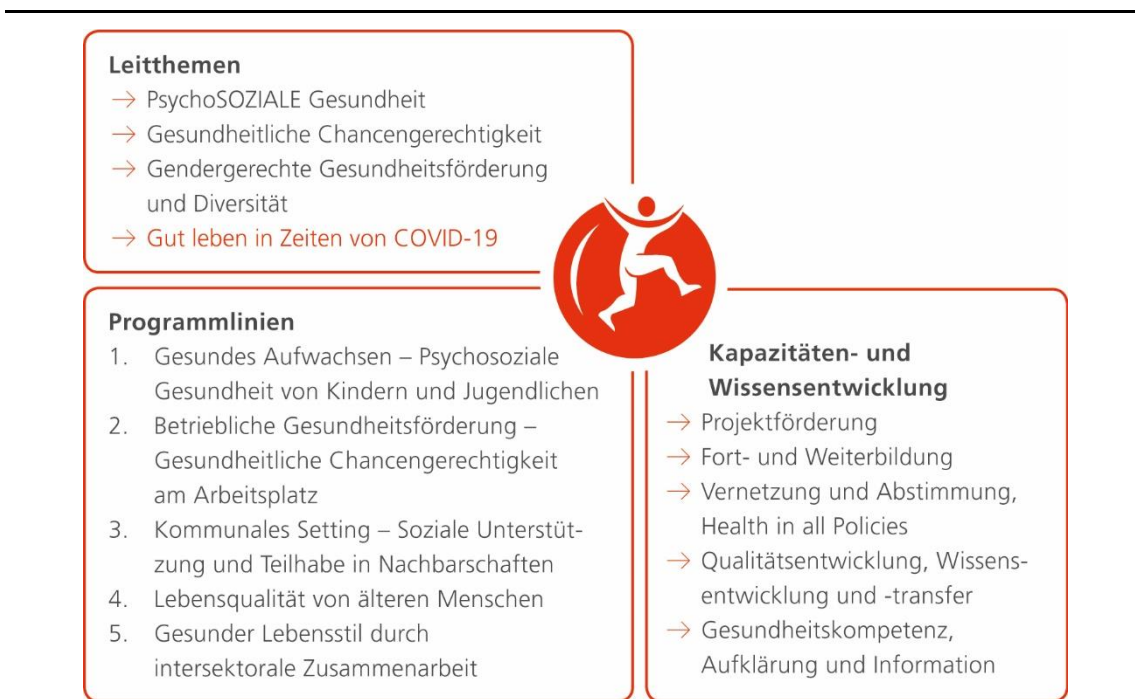 Leitthemen
→ PsychoSOZIALE Gesundheit
→ Gesundheitliche Chancengerechtigkeit
→ Gendergerechte Gesundheitsförderung
und Diversität
→ Gut leben in Zeiten von COVID-19
Programmlinien
1. Gesundes Aufwachsen – Psychosoziale
Gesundheit von Kindern und Jugendlichen
2. Betriebliche Gesundheitsförderung –
Gesundheitliche Chancengerechtigkeit
am Arbeitsplatz
3. Kommunales Setting – Soziale Unterstüt-
zung und Teilhabe in Nachbarschaften
4. Lebensqualität von älteren Menschen
5. Gesunder Lebensstil durch
intersektorale Zusammenarbeit
Kapazitäten- und
Wissensentwicklung
→ Projektförderung
→ Fort- und Weiterbildung
→ Vernetzung und Abstimmung,
Health in all Policies
→ Qualitätsentwicklung, Wissens-
entwicklung und -transfer
→ Gesundheitskompetenz,
Aufklärung und Information